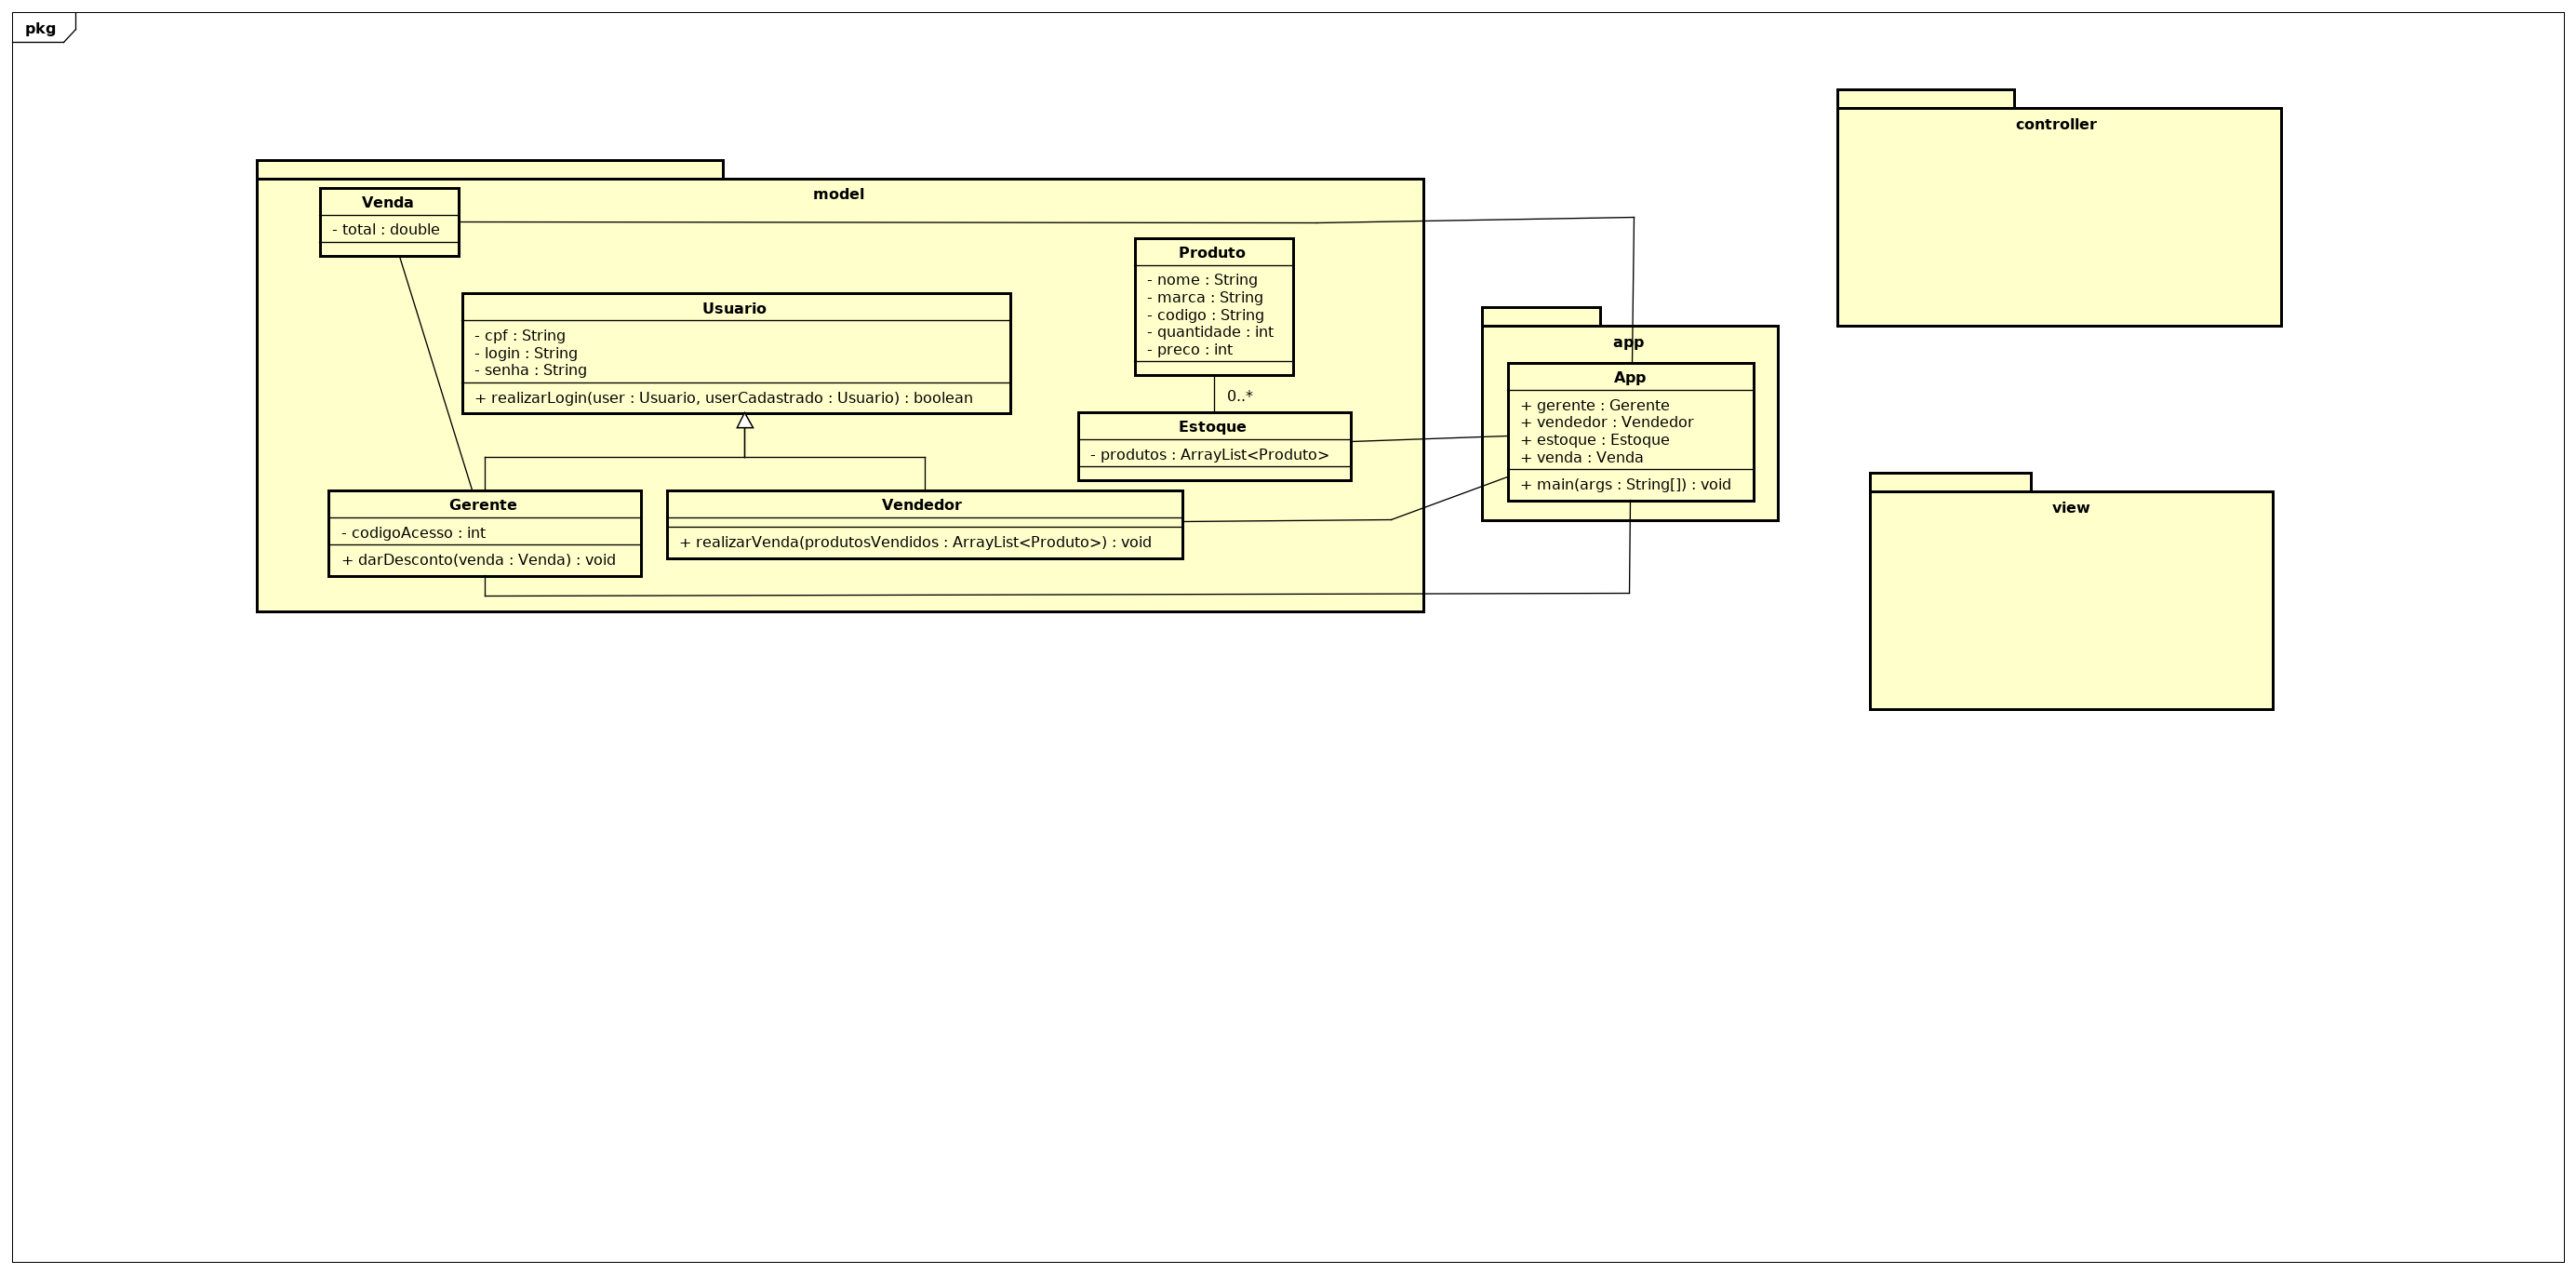 pkg
model
Venda
- total : double
Usuario
- cpf : String
- login : String
- senha : String
+ realizarLogin(user : Usuario, userCadastrado : Usuario) : boolean
Produto
- nome : String
- marca : String
- codigo : String
- quantidade : int
- preco : int
0..*
Estoque
- produtos : ArrayList<Produto>
Gerente
- codigoAcesso : int
+ darDesconto(venda : Venda) : void
Vendedor
+ realizarVenda(produtosVendidos : ArrayList<Produto>) : void
app
App
+ gerente : Gerente
+ vendedor : Vendedor
+ estoque : Estoque
+ venda : Venda
+ main(args : String[]) : void
controller
view